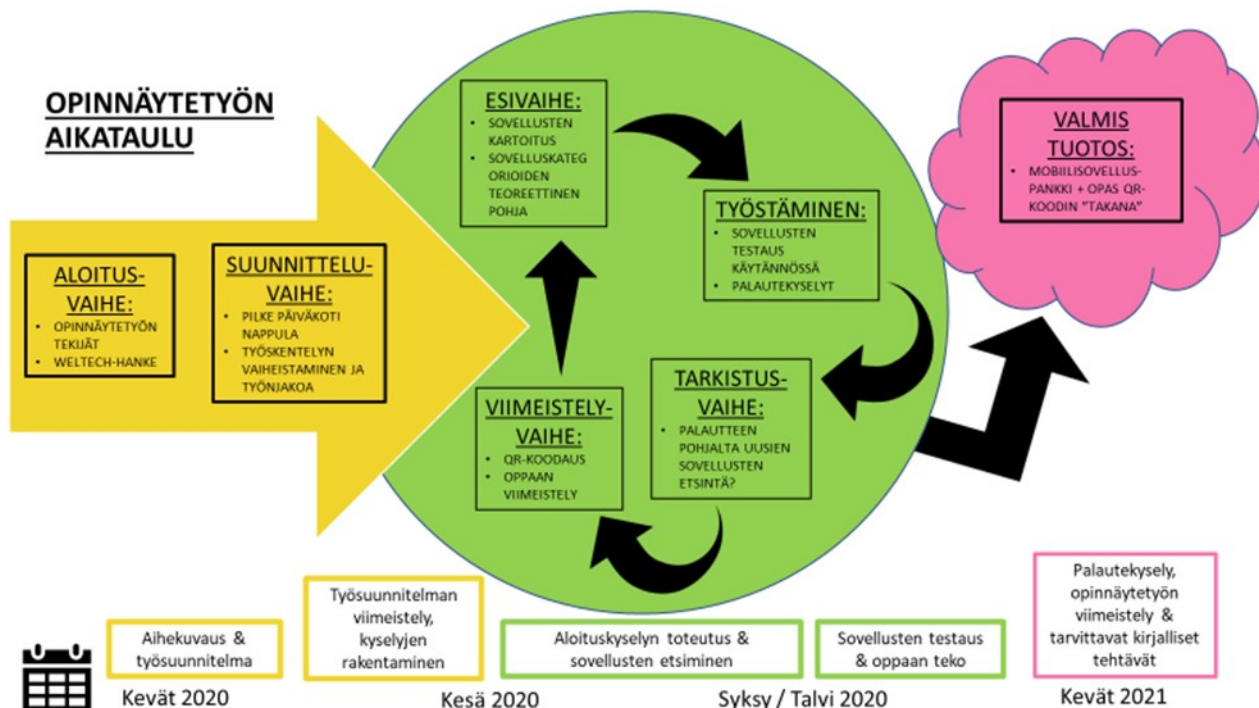 OPINNÄYTETYÖN
AIKATAULU
ALOITUS-
VAIHE:
• OPINNÄYTETYÖN
TEKIJÄT
• WELTECH-HANKE
SUUNNITTELU-
VAIHE:
• PILKE PÄIVÄKOTI
NAPPULA
• TYÖSKENTELYN
VAIHEISTAMINEN JA
TYÖNJAKOA
ESIVAIHE:
• SOVELLUSTEN
KARTOITUS
• SOVELLUSKATEG
ORIOIDEN
TEOREETTINEN
POHJA
TYÖSTÄMINEN:
• SOVELLUSTEN
TESTAUS
KÄYTÄNNÖSSÄ
• PALAUTEKYSELYT
TARKISTUS-
VAIHE:
• PALAUTTEEN
POHJALTA UUSIEN
SOVELLUSTEN
ETSINTÄ?
VIIMEISTELY-
VAIHE:
• QR-KOODAUS
• OPPAAN
VIIMEISTELY
VALMIS
TUOTOS:
• MOBIILISOVELLUS-
PANKKI + OPAS QR-
KOODIN "TAKANA"
Aihekuvaus &
työsuunnitelma
Työsuunnitelman
viimeistely,
kyselyjen
rakentaminen
Aloituskyselyn toteutus &
sovellusten etsiminen
Sovellusten testaus
& oppaan teko
Palautekysely,
opinnäytetyön
viimeistely &
tarvittavat kirjalliset
tehtävät
Kevät 2020
Kesä 2020
Syksy / Talvi 2020
Kevät 2021